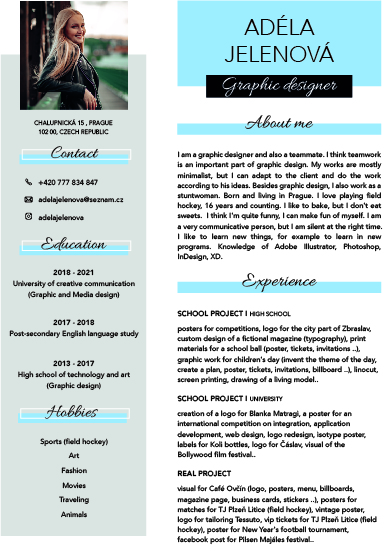 CHALUPNICKÁ 15 , PRAGUE
102 00, CZECH REPUBLIC
Contact
+420 777 834 847
adelajelenova@seznam.cz
adelajelenova
Education
2018 - 2021
University of creative communication
(Graphic and Media design)
2017 - 2018
Post-secondary English language study
2013 - 2017
High school of technology and art
(Graphic design)
Hobbies
Sports (field hockey)
Art
Fashion
Movies
Traveling
Animals
ADÉLA
JELENOVÁ
Graphic designer
About me
I am a graphic designer and also a teammate. I think teamwork
is an important part of graphic design. My works are mostly
minimalist, but I can adapt to the client and do the work
according to his ideas. Besides graphic design, I also work as a
stuntwoman. Born and living in Prague. I love playing field
hockey, 16 years and counting. I like to bake, but I don't eat
sweets. I think I'm quite funny, I can make fun of myself. I am
a very communicative person, but I am silent at the right time.
I like to learn new things, for example to learn in new
programs. Knowledge of Adobe Illustrator, Photoshop,
InDesign, XD.
Experience
SCHOOL PROJECT I HIGH SCHOOL
posters for competitions, logo for the city part of Zbraslav,
custom design of a fictional magazine (typography), print
materials for a school ball (poster, tickets, invitations ..),
graphic work for children's day (invent the theme of the day,
create a plan, poster, tickets, invitations, billboard ..), linocut,
screen printing, drawing of a living model..
SCHOOL PROJECT I UNIVERSITY
creation of a logo for Blanka Matragi, a poster for an
international competition on integration, application
development, web design, logo redesign, isotype poster,
labels for Koli bottles, logo for Čáslav, visual of the
Bollywood film festival..
REAL PROJECT
visual for Café Ovčín (logo, posters, menu, billboards,
magazine page, business cards, stickers ..), posters for
matches for TJ Plzeň Litice (field hockey), vintage poster,
logo for tailoring Tessuto, vip tickets for TJ Plzeň Litice (field
hockey), poster for New Year's football tournament,
facebook post for Pilsen Majáles festival..